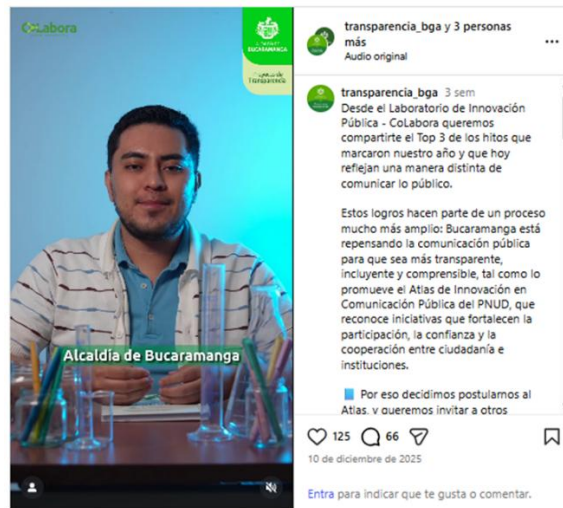 CoLabora
ALCALDÍA DE
BUCARAMANGA
Transparencia
Alcaldía de Bucaramanga
transparencia_bga y 3 personas
más
Audio original
transparencia_bga 3 sem
Desde el Laboratorio de Innovación
Pública - CoLabora queremos
compartirte el Top 3 de los hitos que
marcaron nuestro año y que hoy
reflejan una manera distinta de
comunicar lo público.
Estos logros hacen parte de un proceso
mucho más amplio: Bucaramanga está
repensando la comunicación pública
para que sea más transparente,
incluyente y comprensible, tal como lo
promueve el Atlas de Innovación en
Comunicación Pública del PNUD, que
reconoce iniciativas que fortalecen la
participación, la confianza y la
cooperación entre ciudadanía e
instituciones.
Por eso decidimos postularnos al
Atlas, y queremos invitar a otros
125 66
10 de diciembre de 2025
Entra para indicar que te gusta o comentar.